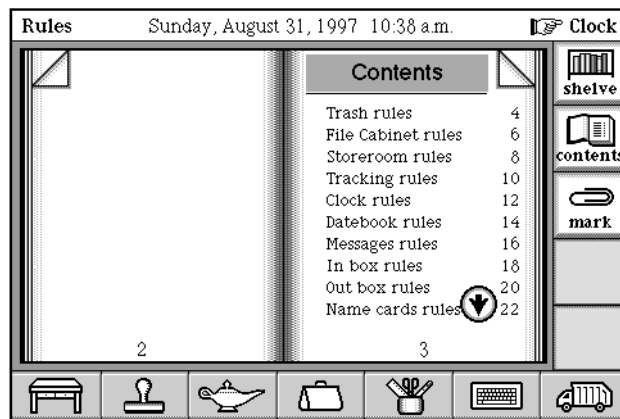 Rules Sunday, August 31, 1997 10:38 a.m. Clock
Contents
Trash rules 4
File Cabinet rules 6
Storeroom rules 8
Tracking rules 10
Clock rules 12
Datebook rules 14
Messages rules 16
In box rules 18
Out box rules 20
Name cards rules 22
2 3
shelve
contents
mark